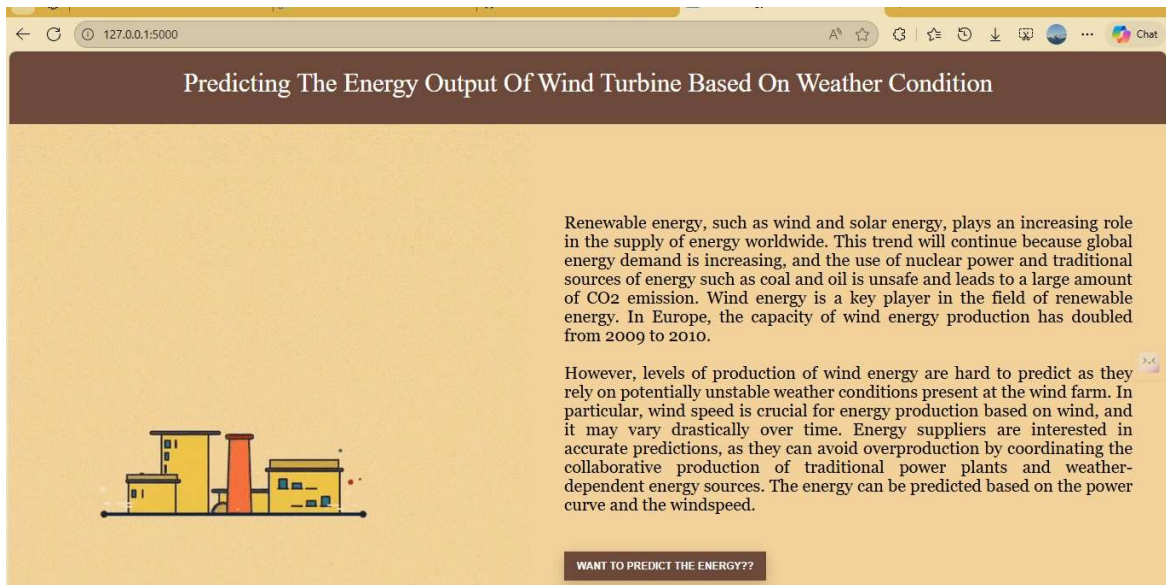 127.0.0.1:5000
Chat
Predicting The Energy Output Of Wind Turbine Based On Weather Condition
Renewable energy, such as wind and solar energy, plays an increasing role
in the supply of energy worldwide. This trend will continue because global
energy demand is increasing, and the use of nuclear power and traditional
sources of energy such as coal and oil is unsafe and leads to a large amount
of CO2 emission. Wind energy is a key player in the field of renewable
energy. In Europe, the capacity of wind energy production has doubled
from 2009 to 2010.
However, levels of production of wind energy are hard to predict as they
rely on potentially unstable weather conditions present at the wind farm. In
particular, wind speed is crucial for energy production based on wind, and
it may vary drastically over time. Energy suppliers are interested in
accurate predictions, as they can avoid overproduction by coordinating the
collaborative production of traditional power plants and weather-
dependent energy sources. The energy can be predicted based on the power
curve and the windspeed.
WANT TO PREDICT THE ENERGY??